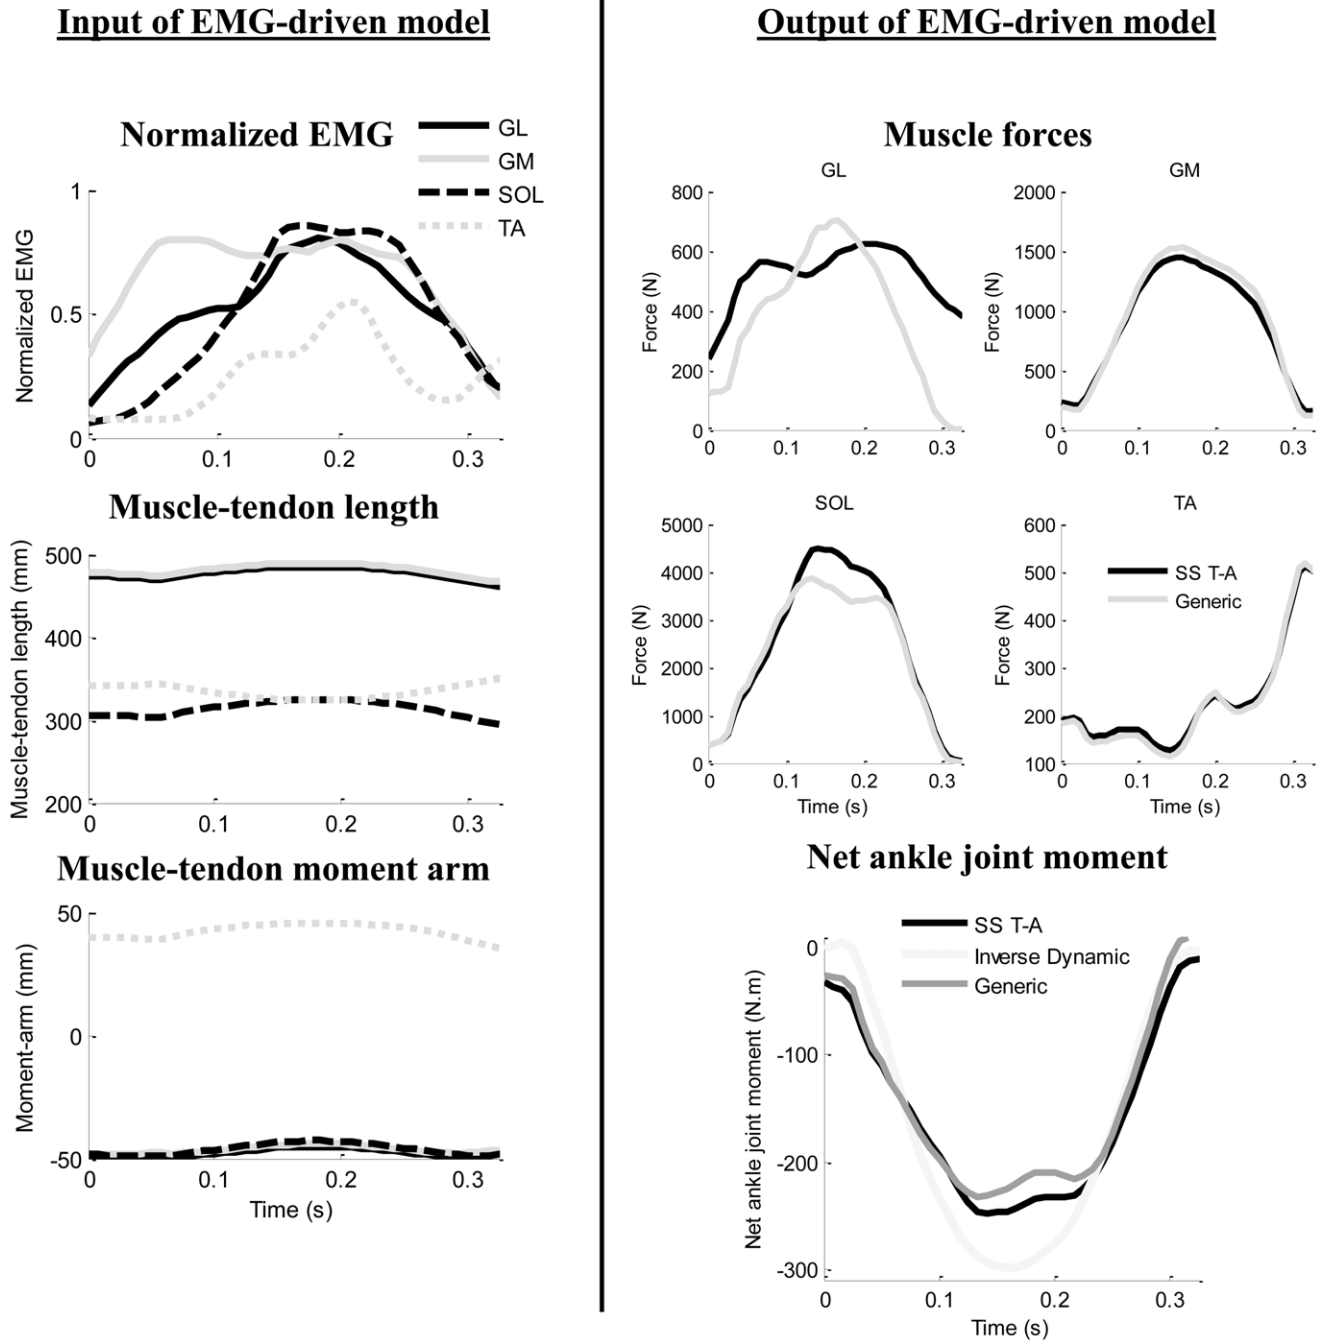 Input of EMG-driven model
Normalized EMG
GL
GM
SOL
TA
Normalized EMG
1
0.5
0
0
0.1
0.2
0.3
Muscle-tendon length
Muscle-tendon length (mm)
500
400
300
200
0
0.1
0.2
0.3
Muscle-tendon moment arm
Moment-arm (mm)
50
0
-50
0
0.1
0.2
0.3
Time (s)
Output of EMG-driven model
Muscle forces
GL
Force (N)
800
600
400
200
0
0
0.1
0.2
0.3
GM
Force (N)
2000
1500
1000
500
0
0
0.1
0.2
0.3
SOL
Force (N)
5000
4000
3000
2000
1000
0
0
0.1
0.2
0.3
Time (s)
TA
SS T-A
Generic
Force (N)
600
500
400
300
200
100
0
0.1
0.2
0.3
Time (s)
Net ankle joint moment
SS T-A
Inverse Dynamic
Generic
Net ankle joint moment (N.m)
0
-100
-200
-300
0
0.1
0.2
0.3
Time (s)